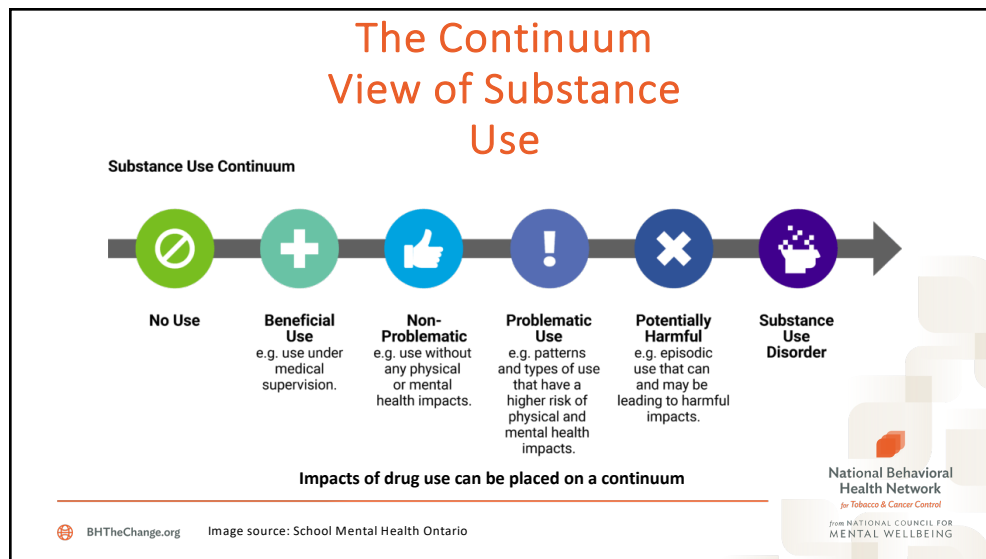 The Continuum
View of Substance
Use
Substance Use Continuum
No Use
Beneficial
Use
e.g. use under
medical
supervision.
Non-
Problematic
e.g. use without
any physical
or mental
health impacts.
Problematic
Use
e.g. patterns
and types of use
that have a
higher risk of
physical and
mental health
impacts.
Potentially
Harmful
e.g. episodic
use that can
and may be
leading to harmful
impacts.
Substance
Use
Disorder
Impacts of drug use can be placed on a continuum
National Behavioral
Health Network
for Tobacco & Cancer Control
from NATIONAL COUNCIL FOR
MENTAL WELLBEING
BHTheChange.org
Image source: School Mental Health Ontario